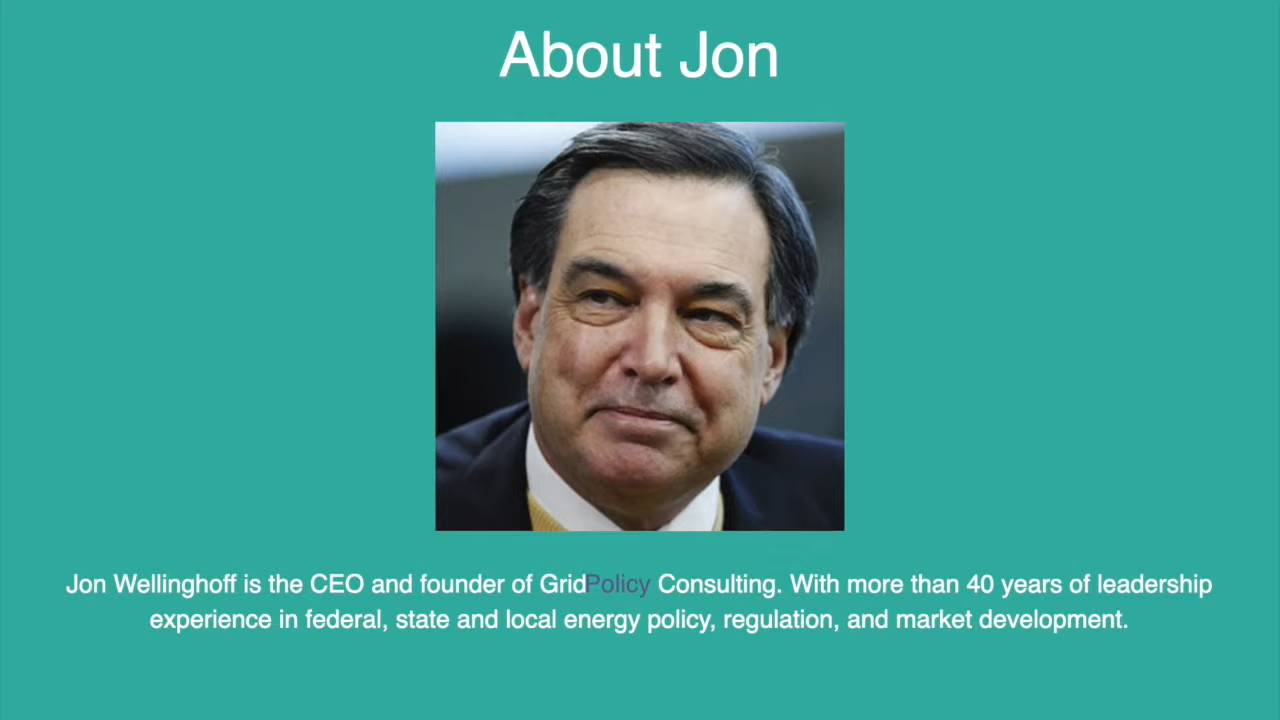 About Jon
Jon Wellinghoff is the CEO and founder of GridPolicy Consulting. With more than 40 years of leadership
experience in federal, state and local energy policy, regulation, and market development.